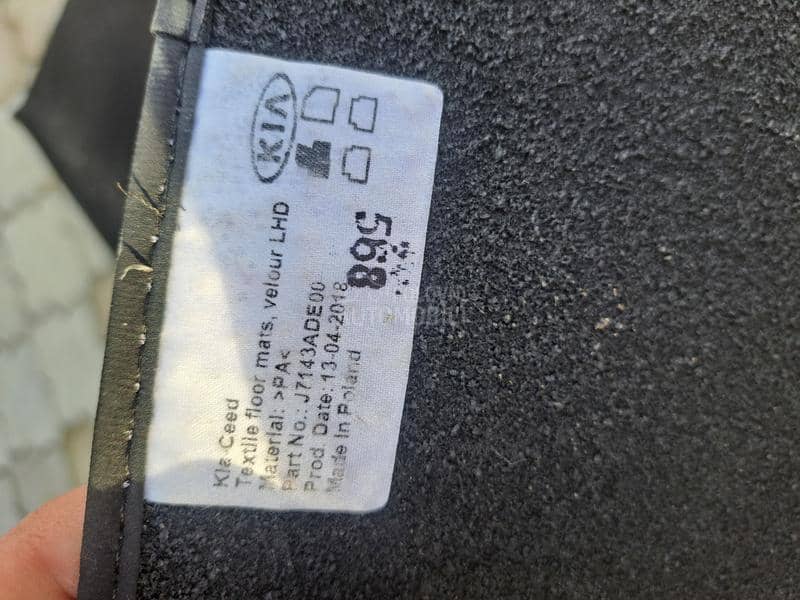 KIA
Kia Ceed
Textile floor mats, velour LHD
Material: >PA<
Part No.: J7143ADE00
Prod. Date: 13-04-2018
Made in Poland
568